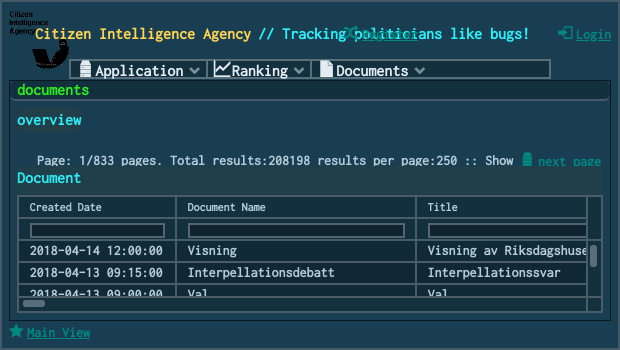 Citizen
Intelligence
Agency
Citizen Intelligence Agency // Tracking politicians like bugs!
Register
Login
Application
Ranking
Documents
documents
overview
Page: 1/833 pages. Total results:208198 results per page:250 :: Show
next page
Document
Created Date Document Name Title
2018-04-14 12:00:00 Visning Visning av Riksdagshuse
2018-04-13 09:15:00 Interpellationsdebatt Interpellationssvar
2018-04-13 09:00:00 Val Val
Main View